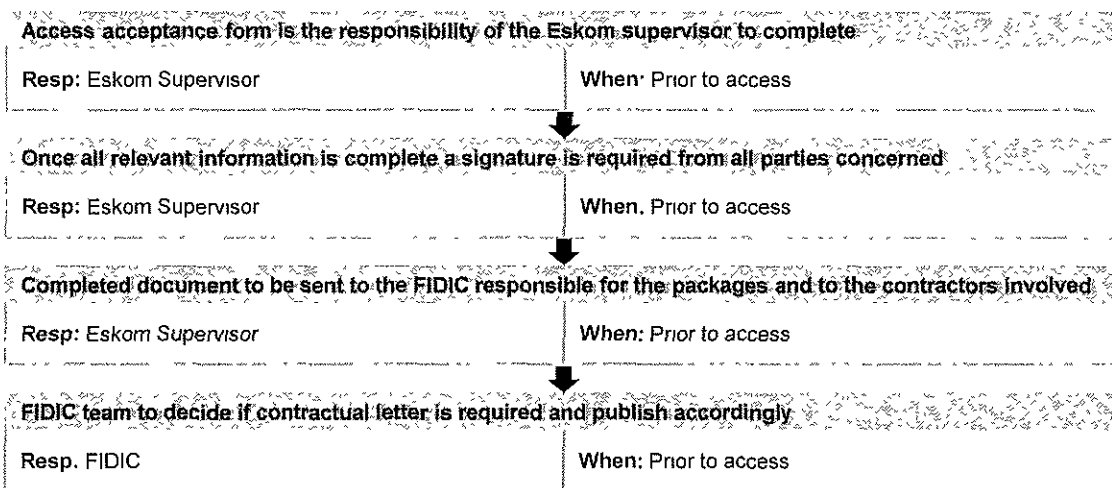 Access acceptance form is the responsibility of the Eskom supervisor to complete
Resp: Eskom Supervisor When: Prior to access
Once all relevant information is complete a signature is required from all parties concerned
Resp: Eskom Supervisor When. Prior to access
Completed document to be sent to the FIDIC responsible for the packages and to the contractors involved
Resp: Eskom Supervisor When: Prior to access
FIDIC team to decide if contractual letter is required and publish accordingly
Resp. FIDIC When: Prior to access